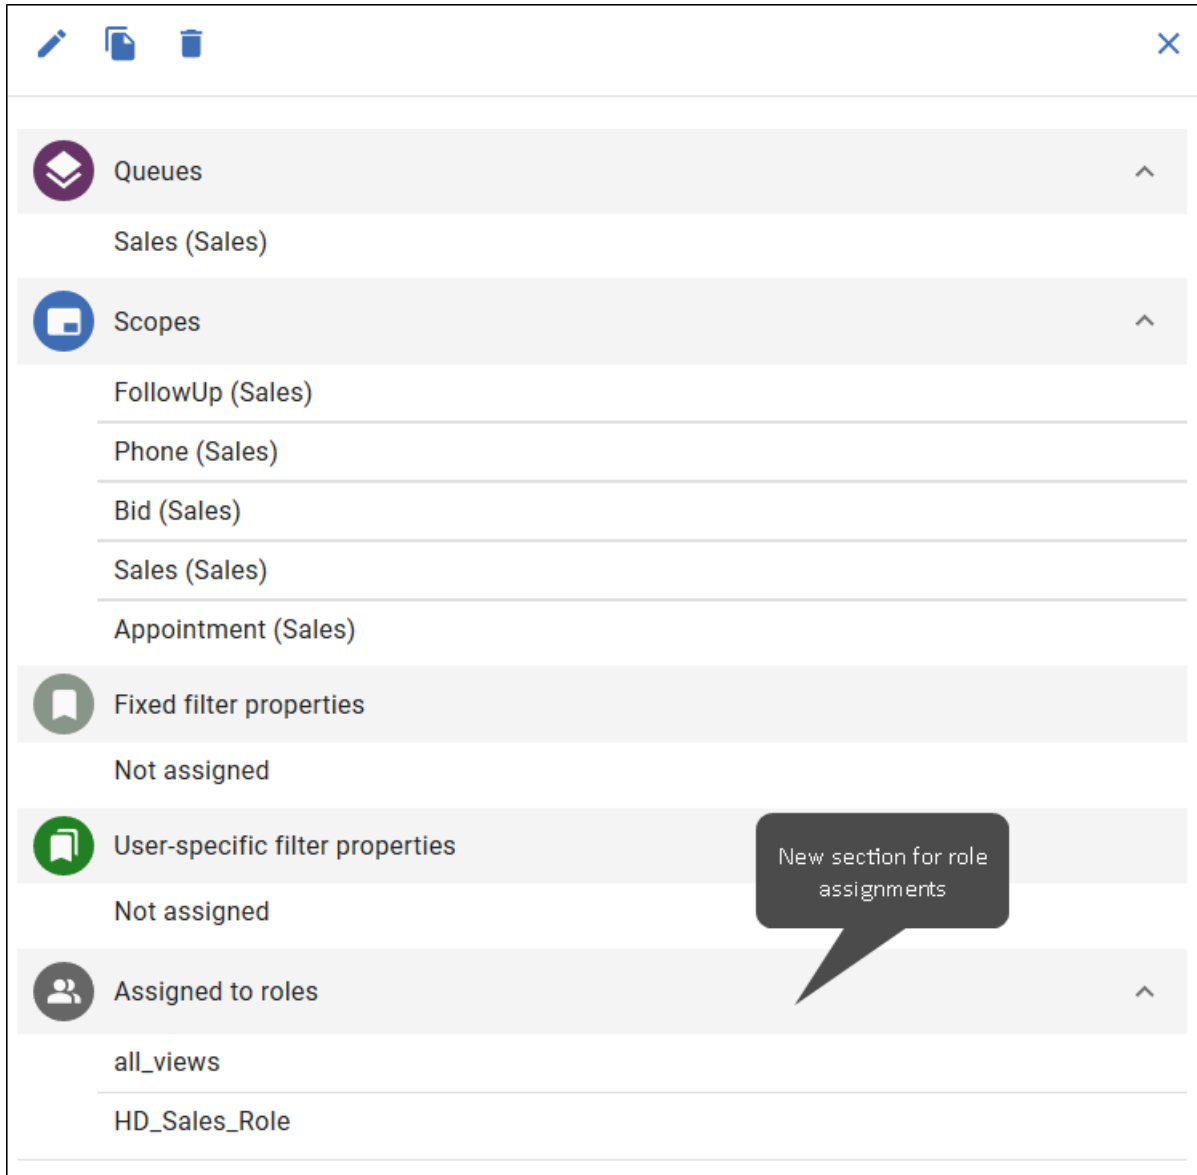 Queues
Sales (Sales)
Scopes
FollowUp (Sales)
Phone (Sales)
Bid (Sales)
Sales (Sales)
Appointment (Sales)
Fixed filter properties
Not assigned
User-specific filter properties
New section for role
assignments
Not assigned
Assigned to roles
all_views
HD_Sales_Role